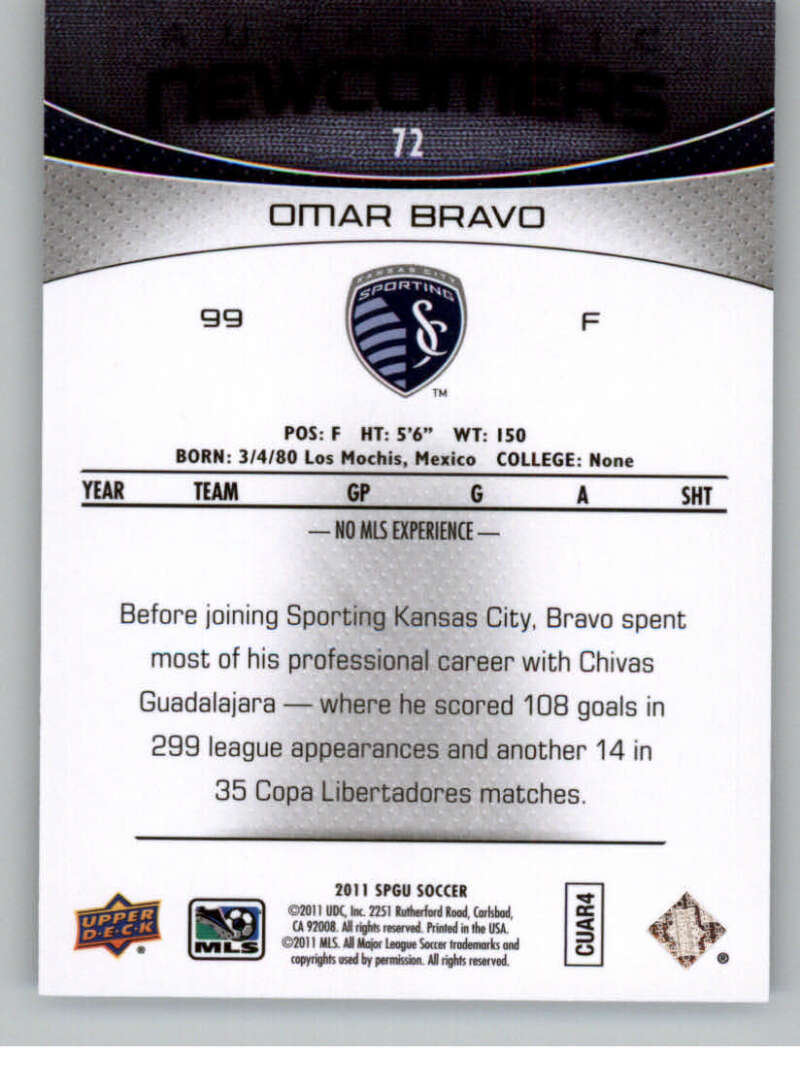 AUTHENTIC
NEWCOMERS
72
OMAR BRAVO
KANSAS CITY
SPORTING
99
F
SC
TM
POS: F HT: 5'6” WT: 150
BORN: 3/4/80 Los Mochis, Mexico COLLEGE: None
YEAR TEAM GP G A SHT
— NO MLS EXPERIENCE —
Before joining Sporting Kansas City, Bravo spent
most of his professional career with Chivas
Guadalajara — where he scored 108 goals in
299 league appearances and another 14 in
35 Copa Libertadores matches.
2011 SPGU SOCCER
©2011 UDC, Inc. 2251 Rutherford Road, Carlsbad,
CA 92008. All rights reserved. Printed in the USA.
©2011 MLS. All Major League Soccer trademarks and
copyrights used by permission. All rights reserved.
UPPER
D·E·C·K
®
MLS
CUAR4
®